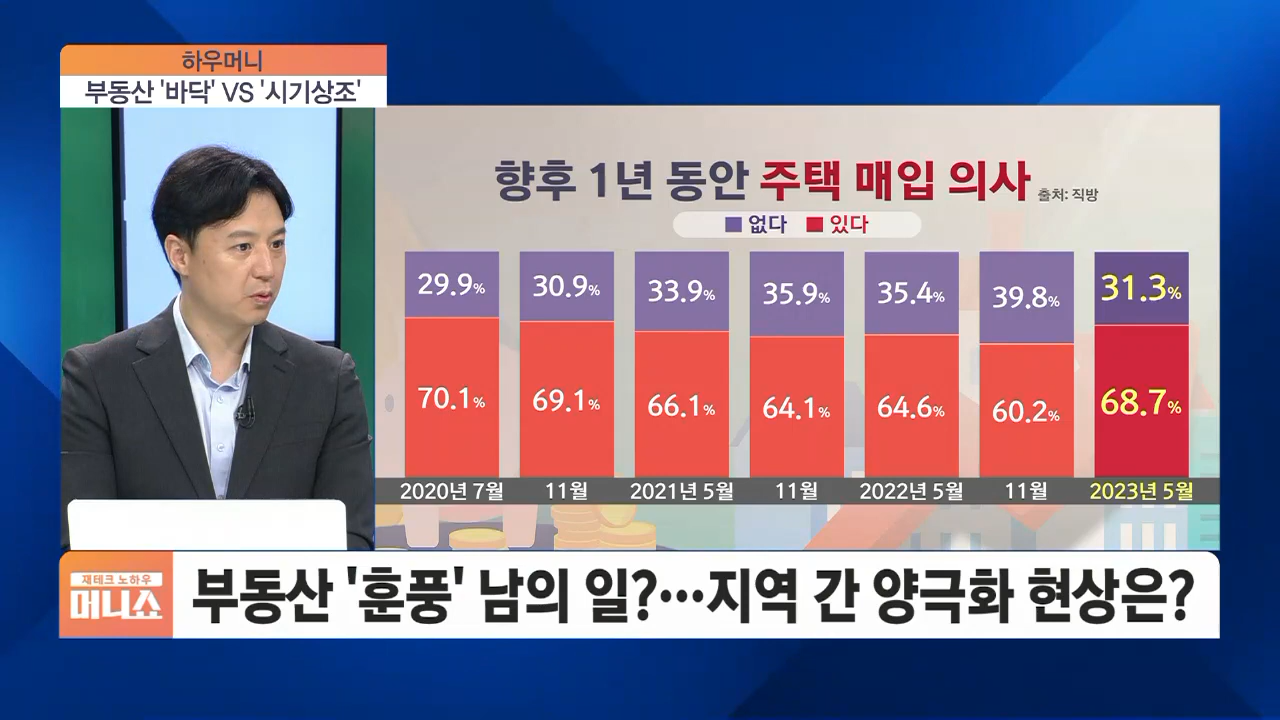 하우머니
부동산 '바닥' VS '시기상조'
향후 1년 동안 주택 매입 의사 출처: 직방
없다 있다
29.9% 30.9% 33.9% 35.9% 35.4% 39.8% 31.3%
70.1% 69.1% 66.1% 64.1% 64.6% 60.2% 68.7%
2020년 7월 11월 2021년 5월 11월 2022년 5월 11월 2023년 5월
재테크 노하우
머니쇼
부동산 '훈풍' 남의 일?…지역 간 양극화 현상은?